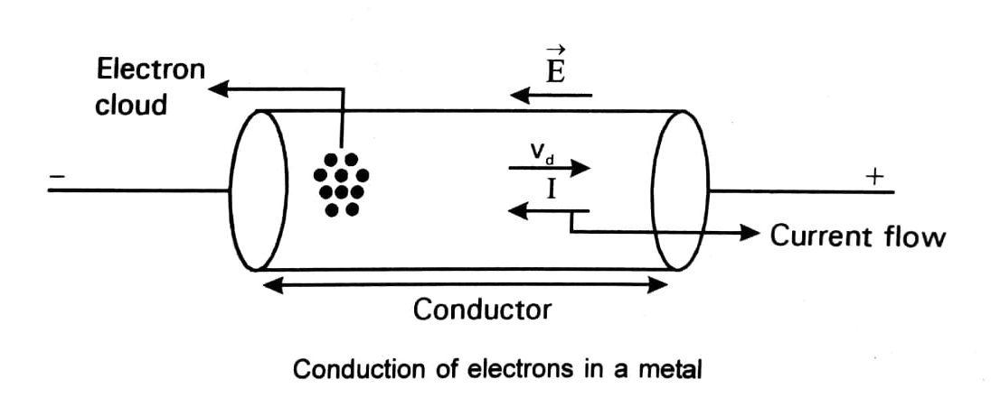 Electron
cloud
E
V_d
I
−
+
Current flow
Conductor
Conduction of electrons in a metal